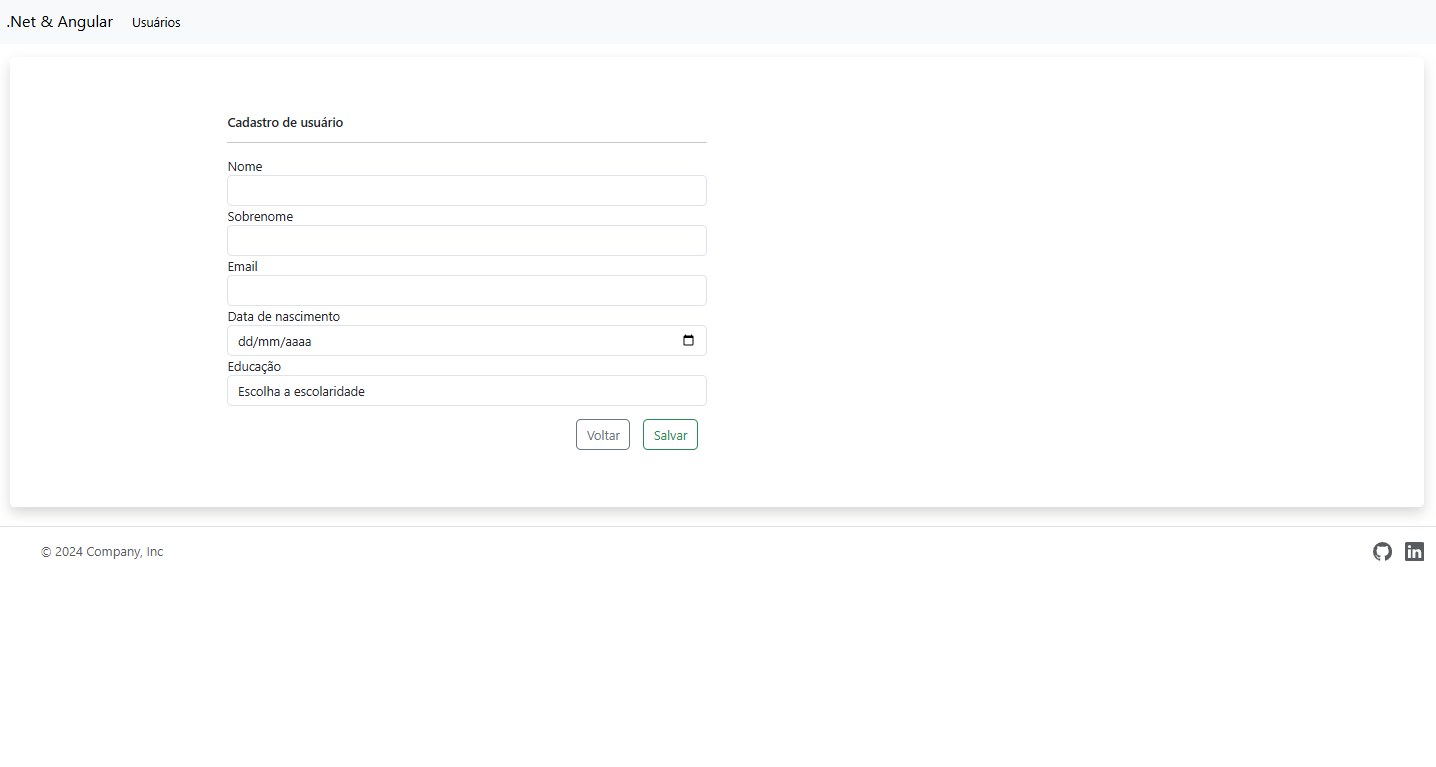 .Net & Angular Usuários
Cadastro de usuário
Nome
Sobrenome
Email
Data de nascimento
dd/mm/aaaa
Educação
Escolha a escolaridade
Voltar Salvar
© 2024 Company, Inc
in